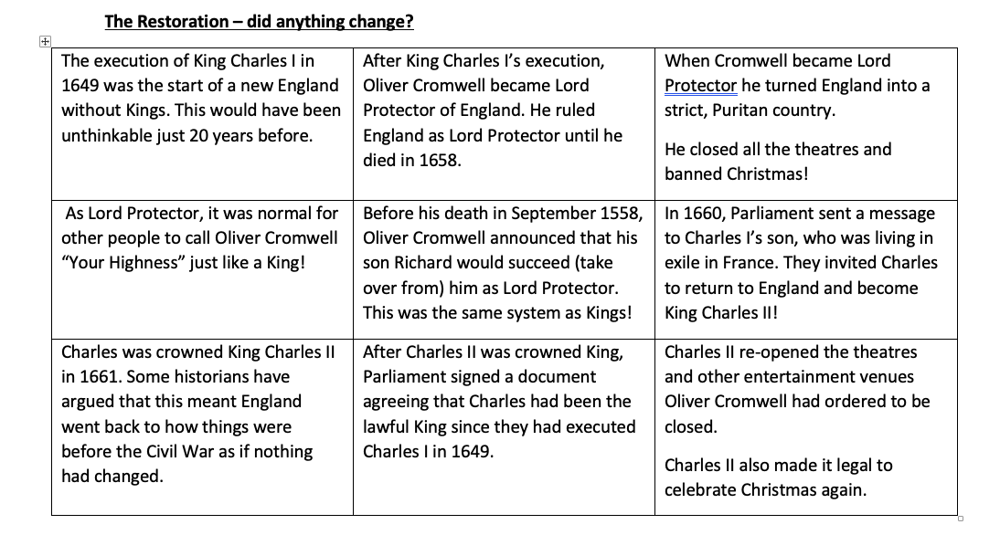 The Restoration – did anything change?
The execution of King Charles I in
1649 was the start of a new England
without Kings. This would have been
unthinkable just 20 years before.
After King Charles I’s execution,
Oliver Cromwell became Lord
Protector of England. He ruled
England as Lord Protector until he
died in 1658.
When Cromwell became Lord
Protector he turned England into a
strict, Puritan country.
He closed all the theatres and
banned Christmas!
As Lord Protector, it was normal for
other people to call Oliver Cromwell
“Your Highness” just like a King!
Before his death in September 1558,
Oliver Cromwell announced that his
son Richard would succeed (take
over from) him as Lord Protector.
This was the same system as Kings!
In 1660, Parliament sent a message
to Charles I’s son, who was living in
exile in France. They invited Charles
to return to England and become
King Charles II!
Charles was crowned King Charles II
in 1661. Some historians have
argued that this meant England
went back to how things were
before the Civil War as if nothing
had changed.
After Charles II was crowned King,
Parliament signed a document
agreeing that Charles had been the
lawful King since they had executed
Charles I in 1649.
Charles II re-opened the theatres
and other entertainment venues
Oliver Cromwell had ordered to be
closed.
Charles II also made it legal to
celebrate Christmas again.